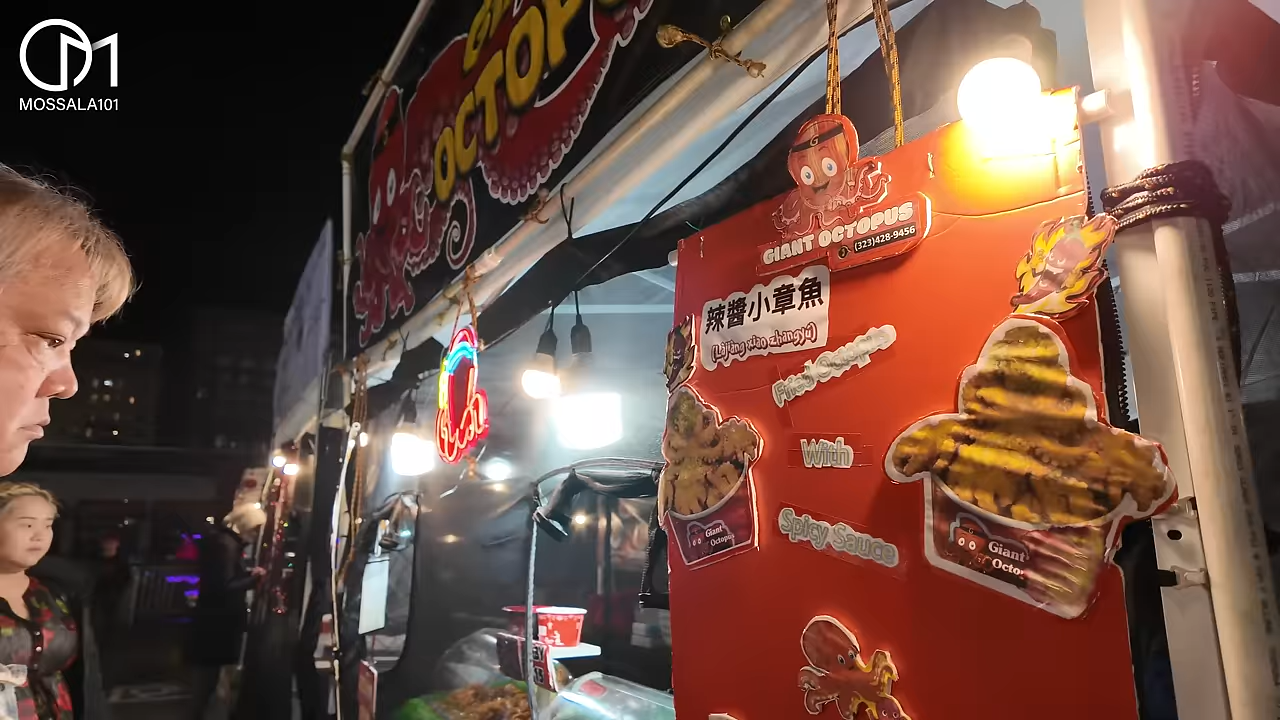 MOSSALA101
OCTOPU
GIANT OCTOPUS
(323)428-9456
辣醬小章魚
(Làjiàng xiǎo zhāngyú)
Fried Octopus
With
Spicy Sauce
Giant
Octopus
Giant
Octo